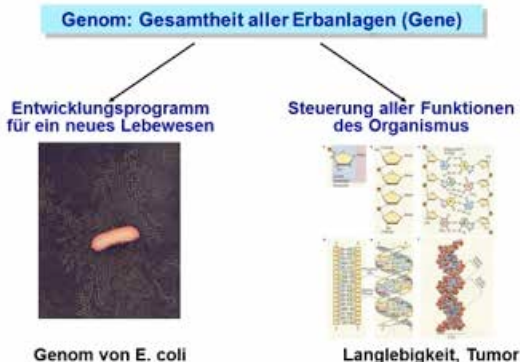 Genom: Gesamtheit aller Erbanlagen (Gene)
Entwicklungsprogramm
für ein neues Lebewesen
Steuerung aller Funktionen
des Organismus
Genom von E. coli
Langlebigkeit, Tumor